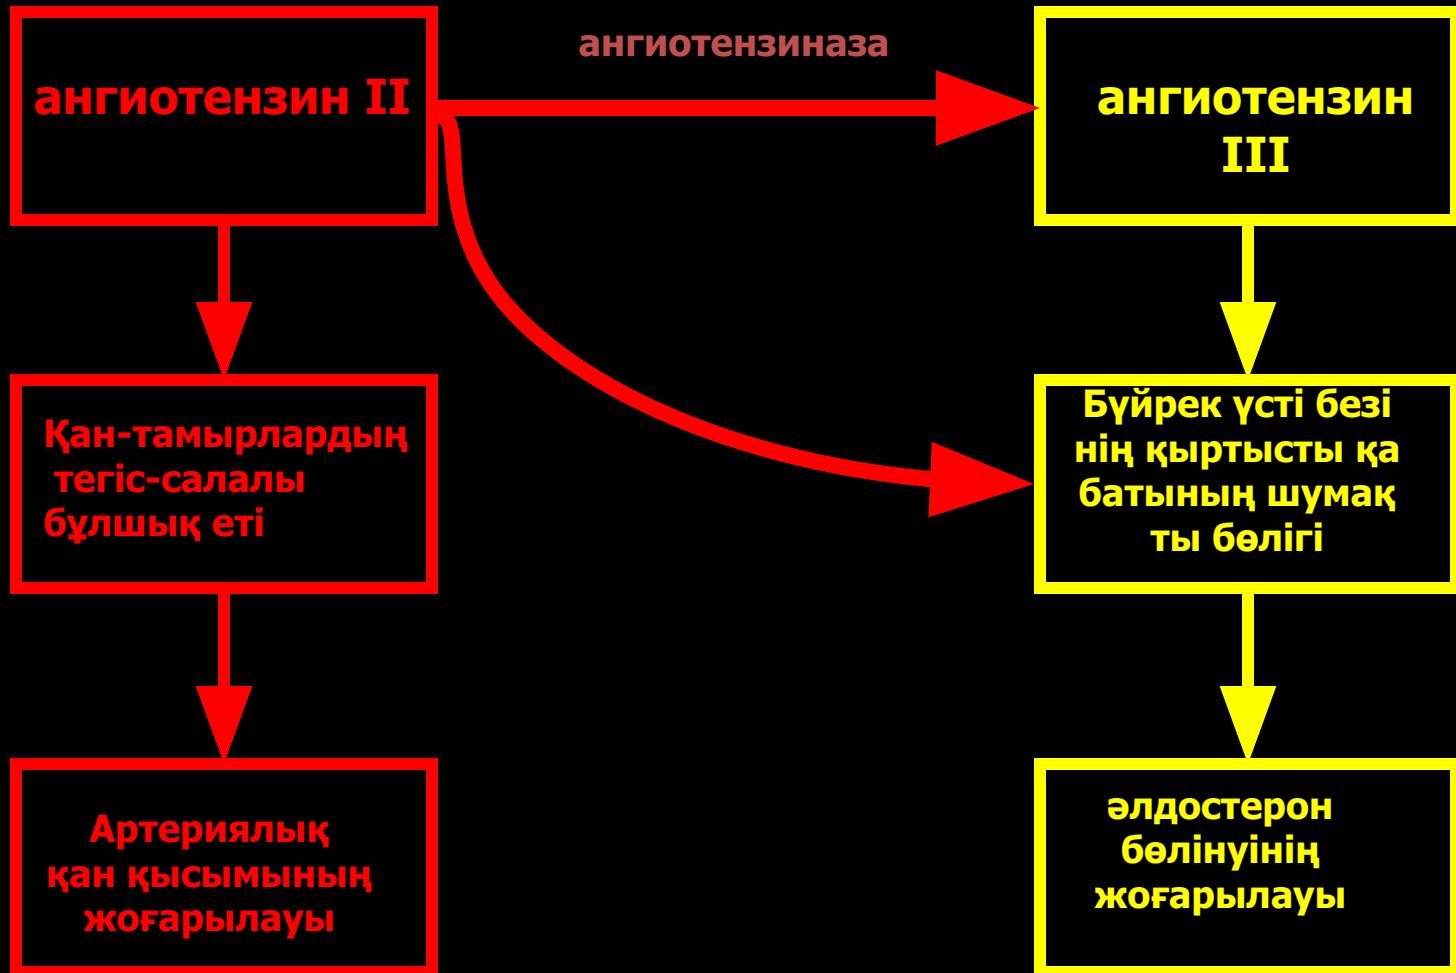 ангиотензиназа
ангиотензин II
ангиотензин
III
Қан-тамырлардың
тегіс-салалы
бұлшық еті
Бүйрек үсті безі
нің қыртысты қа
батының шумақ
ты бөлігі
Артериялық
қан қысымының
жоғарылауы
әлдостерон
бөлінуінің
жоғарылауы